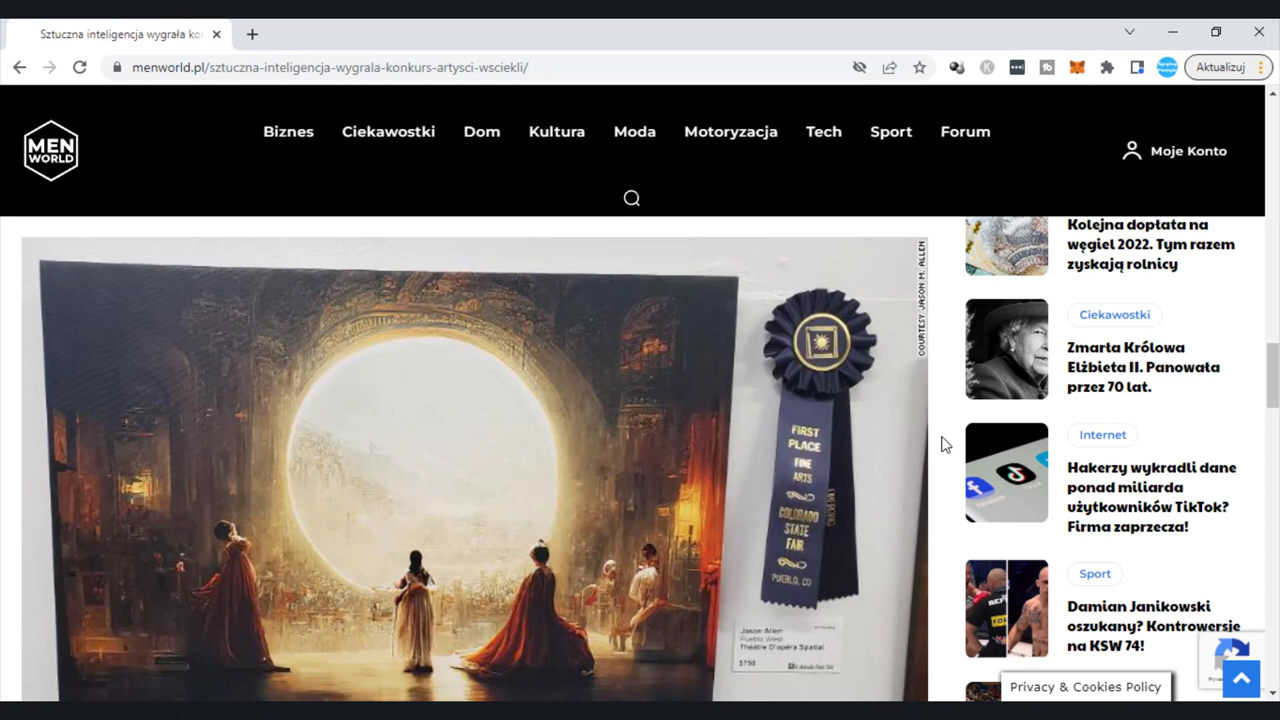 Sztuczna inteligencja wygrała ko
menworld.pl/sztuczna-inteligencja-wygrala-konkurs-artysci-wsciekli/
Aktualizuj
MEN
WORLD
Biznes
Ciekawostki
Dom
Kultura
Moda
Motoryzacja
Tech
Sport
Forum
Moje Konto
COURTESY JASON M. ALLEN
FIRST
PLACE
FINE
ARTS
COLORADO
STATE
FAIR
PUEBLO, CO
Jason Allen
Pueblo West
Théâtre D'opéra Spatial
$750
Kolejna dopłata na
węgiel 2022. Tym razem
zyskają rolnicy
Ciekawostki
Zmarła Królowa
Elżbieta II. Panowała
przez 70 lat.
Internet
Hakerzy wykradli dane
ponad miliarda
użytkowników TikTok?
Firma zaprzecza!
Sport
Damian Janikowski
oszukany? Kontrowersje
na KSW 74!
Privacy & Cookies Policy